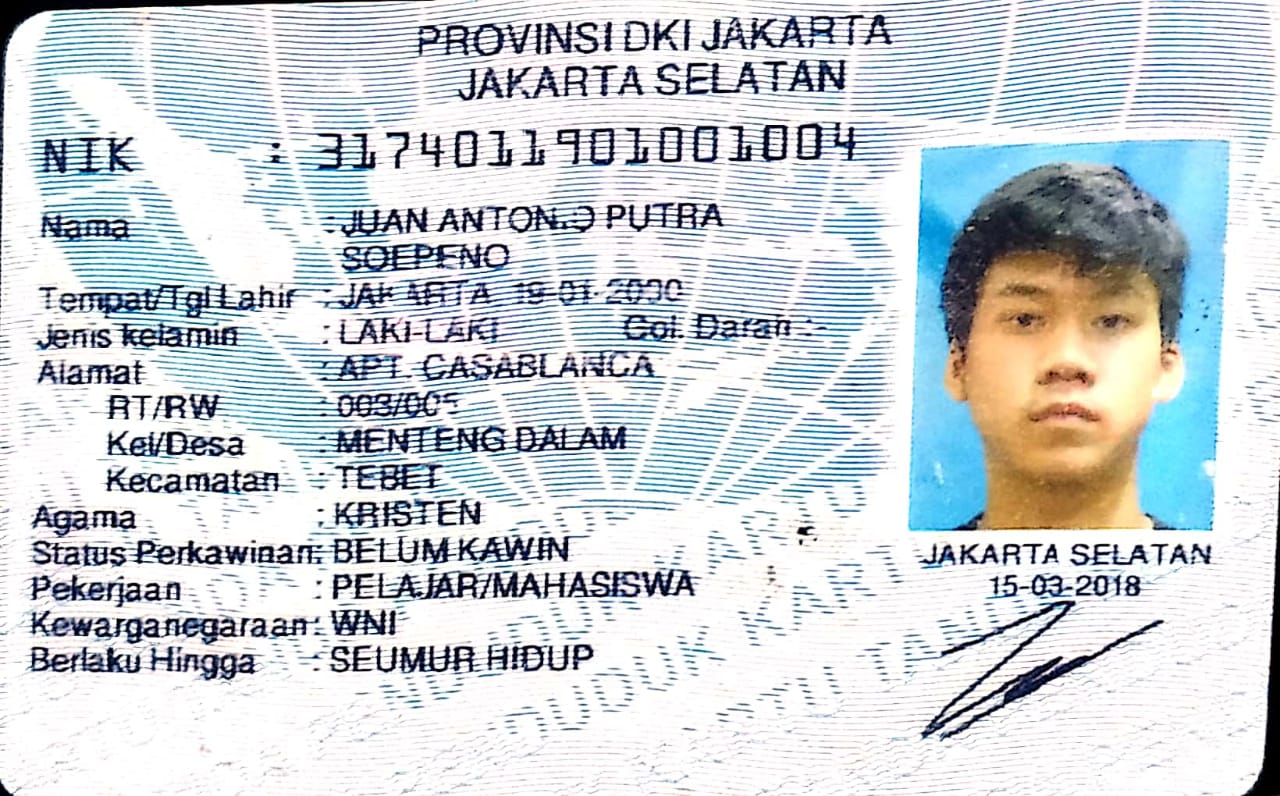 PROVINSI DKI JAKARTA
JAKARTA SELATAN
NIK : 3174011901001004
Nama : JUAN ANTONIO PUTRA
SOEPENO
Tempat/Tgl Lahir : JAKARTA 19-01-2000
Jenis kelamin : LAKI-LAKI Gol. Darah :-
Alamat : APT. CASABLANCA
RT/RW : 003/005
Kel/Desa : MENTENG DALAM
Kecamatan : TEBET
Agama : KRISTEN
Status Perkawinan: BELUM KAWIN
Pekerjaan : PELAJAR/MAHASISWA
Kewarganegaraan: WNI
Berlaku Hingga : SEUMUR HIDUP
JAKARTA SELATAN
15-03-2018